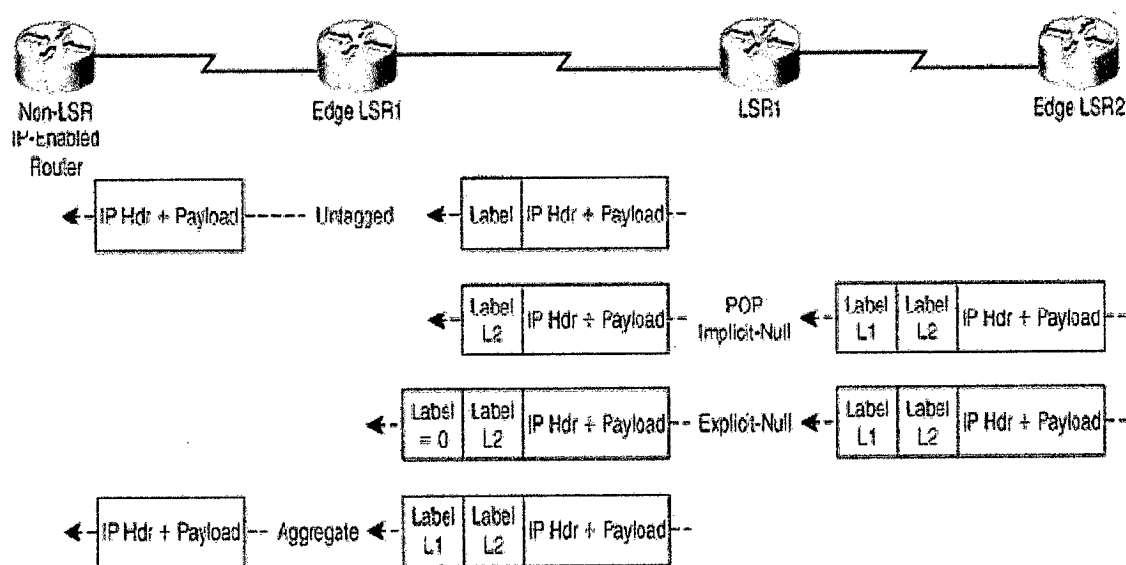 Non-LSR
IP-Enabled
Router
Edge LSR1
LSR1
Edge LSR2
IP Hdr + Payload
Untagged
Label
IP Hdr + Payload
Label
L2
IP Hdr + Payload
POP
Implicit-Null
Label
L1
Label
L2
IP Hdr + Payload
Label
= 0
Label
L2
IP Hdr + Payload
Explicit-Null
Label
L1
Label
L2
IP Hdr + Payload
IP Hdr + Payload
Aggregate
Label
L1
Label
L2
IP Hdr + Payload